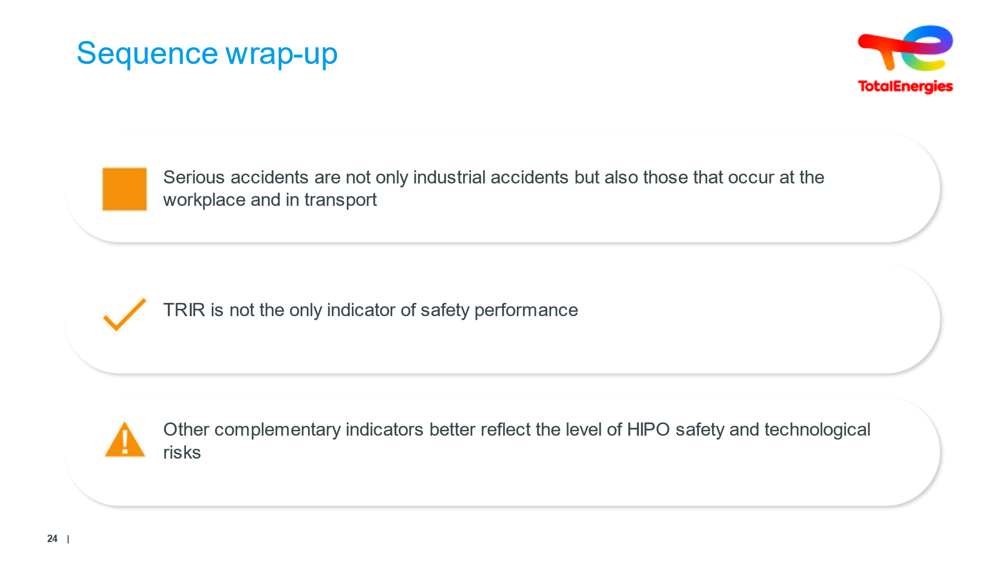 Sequence wrap-up
TotalEnergies
Serious accidents are not only industrial accidents but also those that occur at the
workplace and in transport
TRIR is not the only indicator of safety performance
Other complementary indicators better reflect the level of HIPO safety and technological
risks
24 |